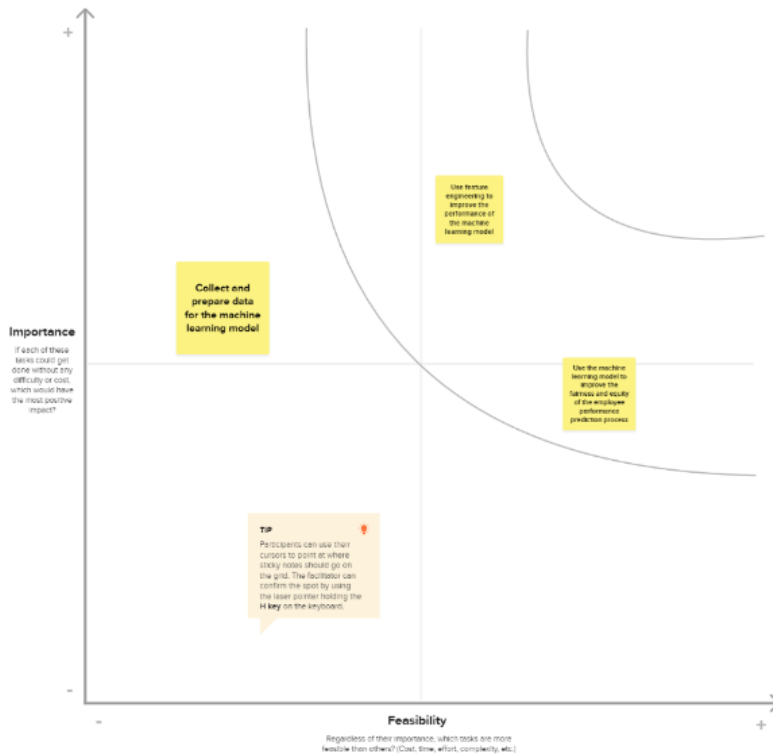 +
Use feature
engineering to
improve the
performance of
the machine
learning model
Collect and
prepare data
for the machine
learning model
Importance
If each of these
tasks could get
done without any
difficulty or cost,
which would have
the most positive
impact?
Use the machine
learning model to
improve the
fairness and equity
of the employee
performance
prediction process
TIP
Participants can use their
cursors to point at where
sticky notes should go on
the grid. The facilitator can
confirm the spot by using
the laser pointer holding the
H key on the keyboard.
-
-
Feasibility
+
Regardless of their importance, which tasks are more
feasible than others? (Cost, time, effort, complexity, etc.)